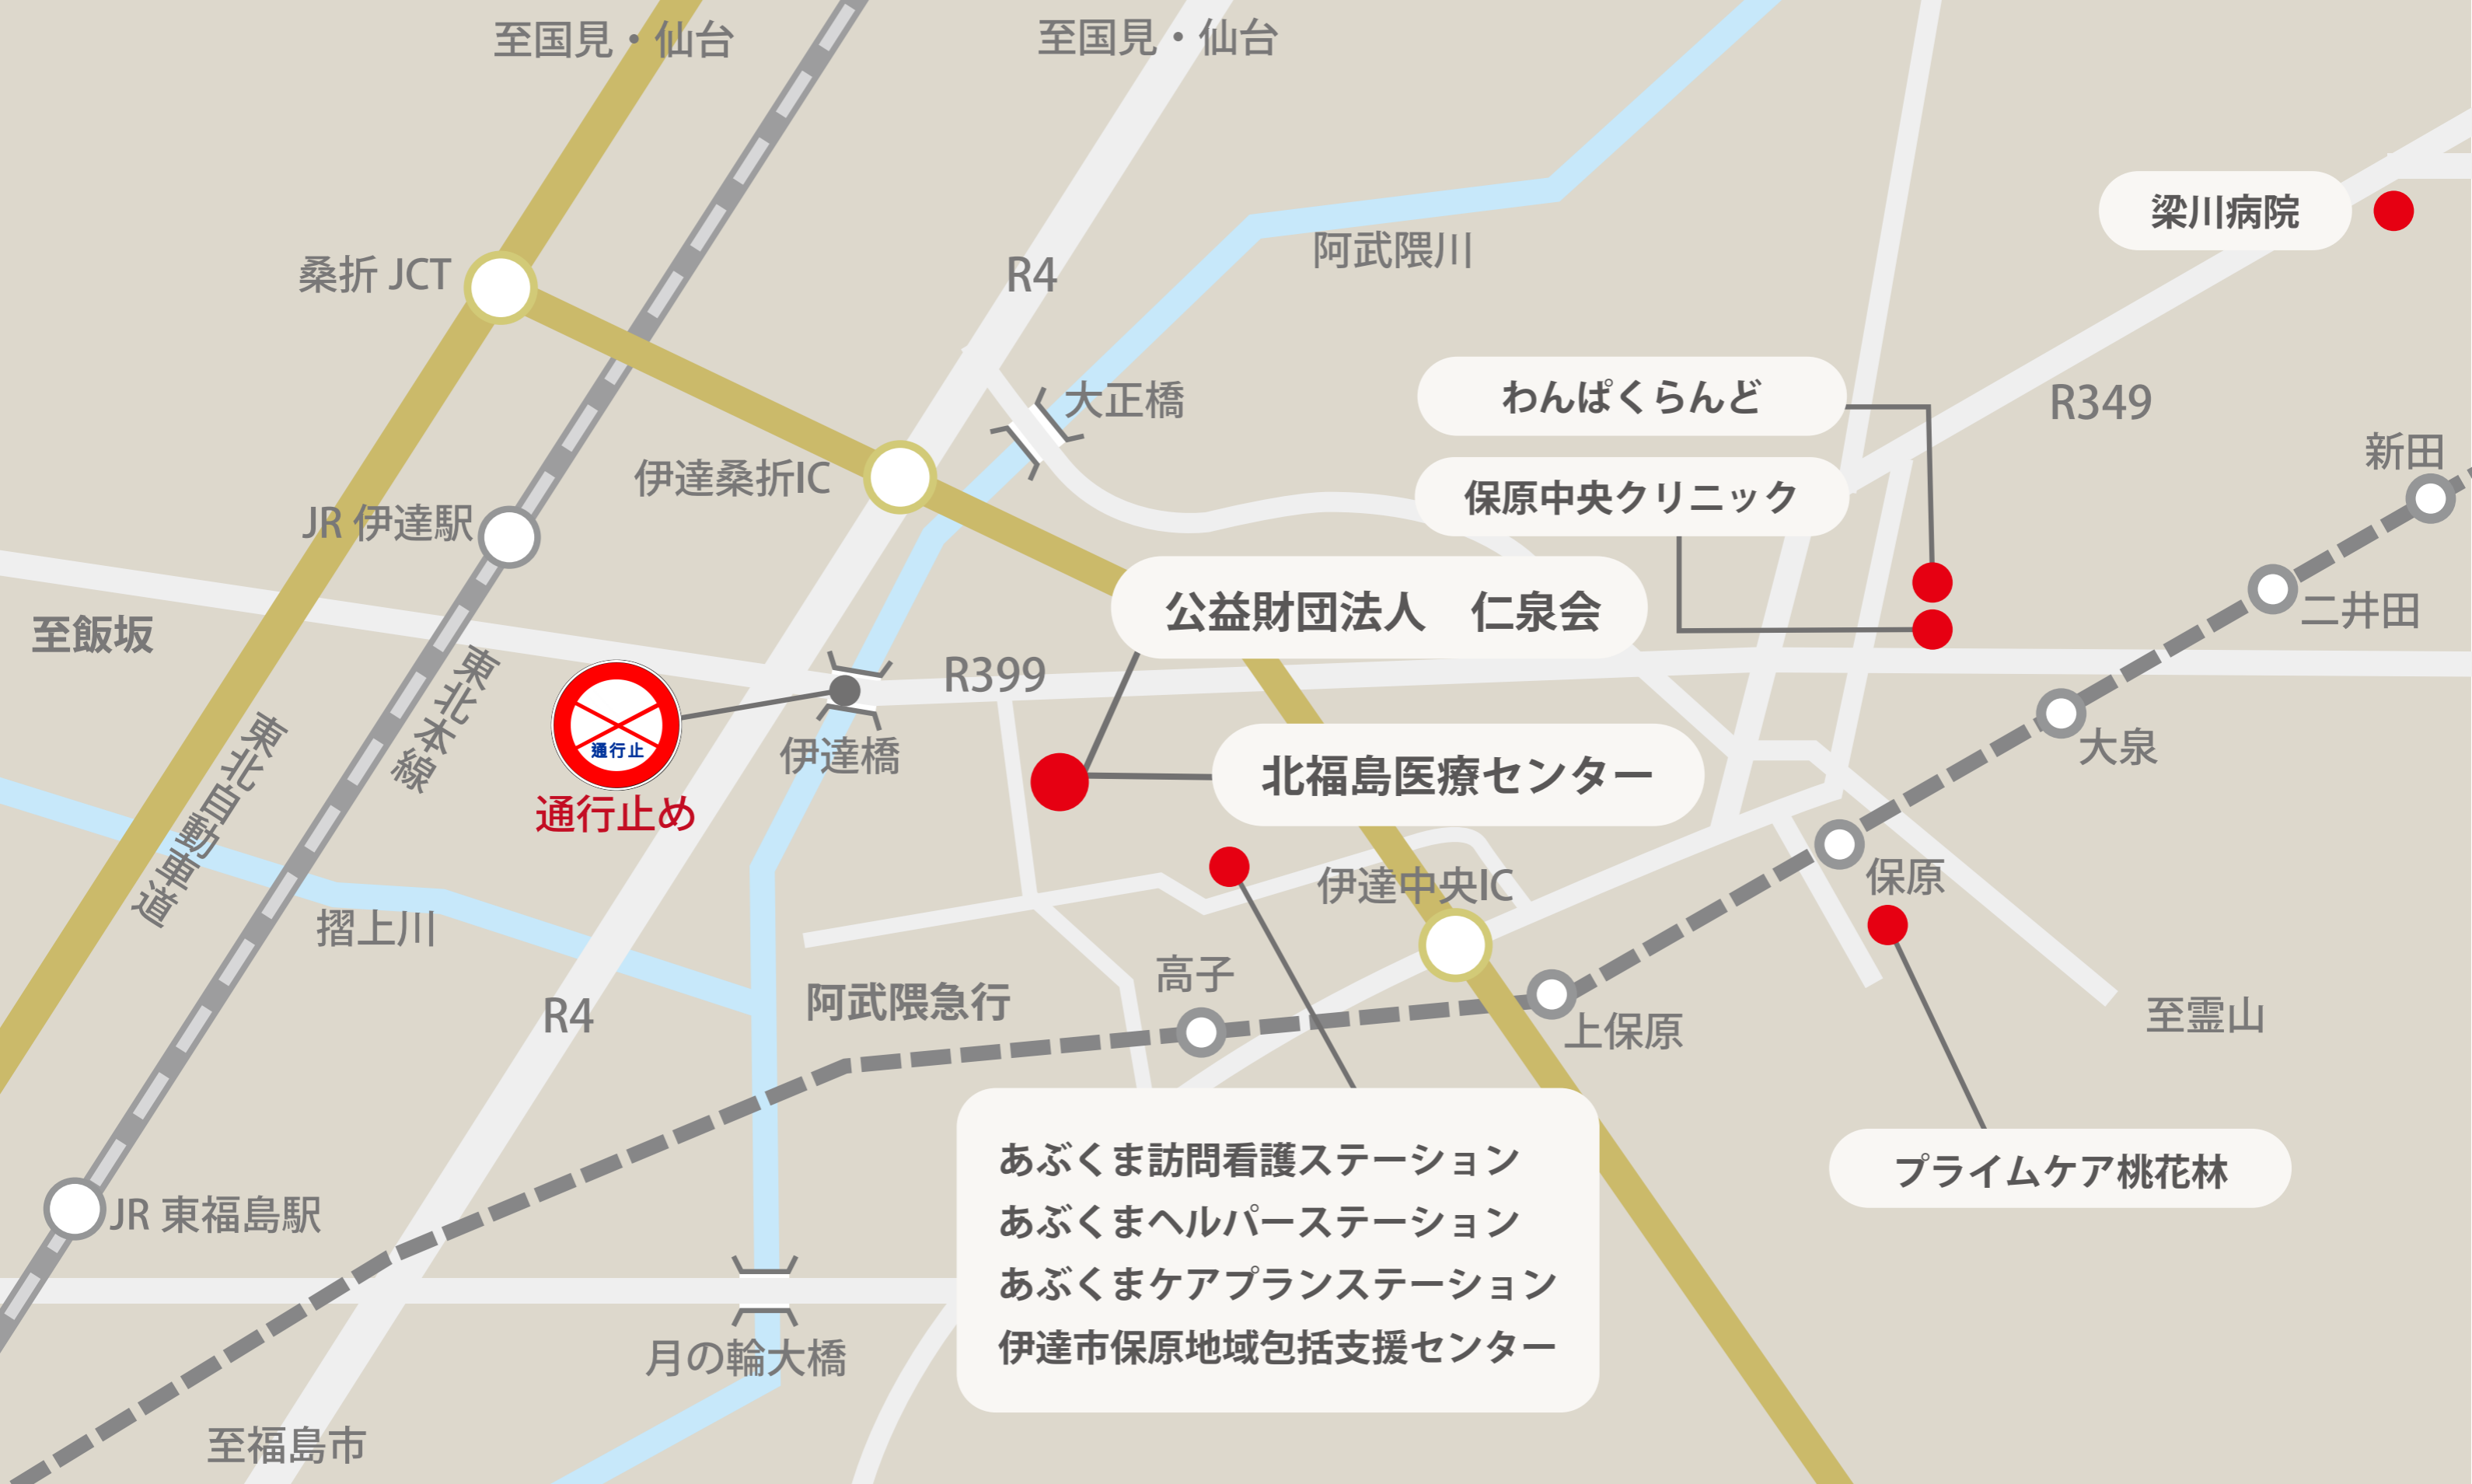 至国見・仙台
至国見・仙台
梁川病院
阿武隈川
桑折 JCT
R4
わんぱくらんど
R349
大正橋
新田
伊達桑折IC
保原中央クリニック
JR 伊達駅
公益財団法人　仁泉会
二井田
至飯坂
東北本線
R399
東北自動車道
通行止
伊達橋
大泉
北福島医療センター
通行止め
伊達中央IC
保原
摺上川
高子
阿武隈急行
R4
上保原
至霊山
あぶくま訪問看護ステーション
プライムケア桃花林
JR 東福島駅
あぶくまヘルパーステーション
あぶくまケアプランステーション
伊達市保原地域包括支援センター
月の輪大橋
至福島市